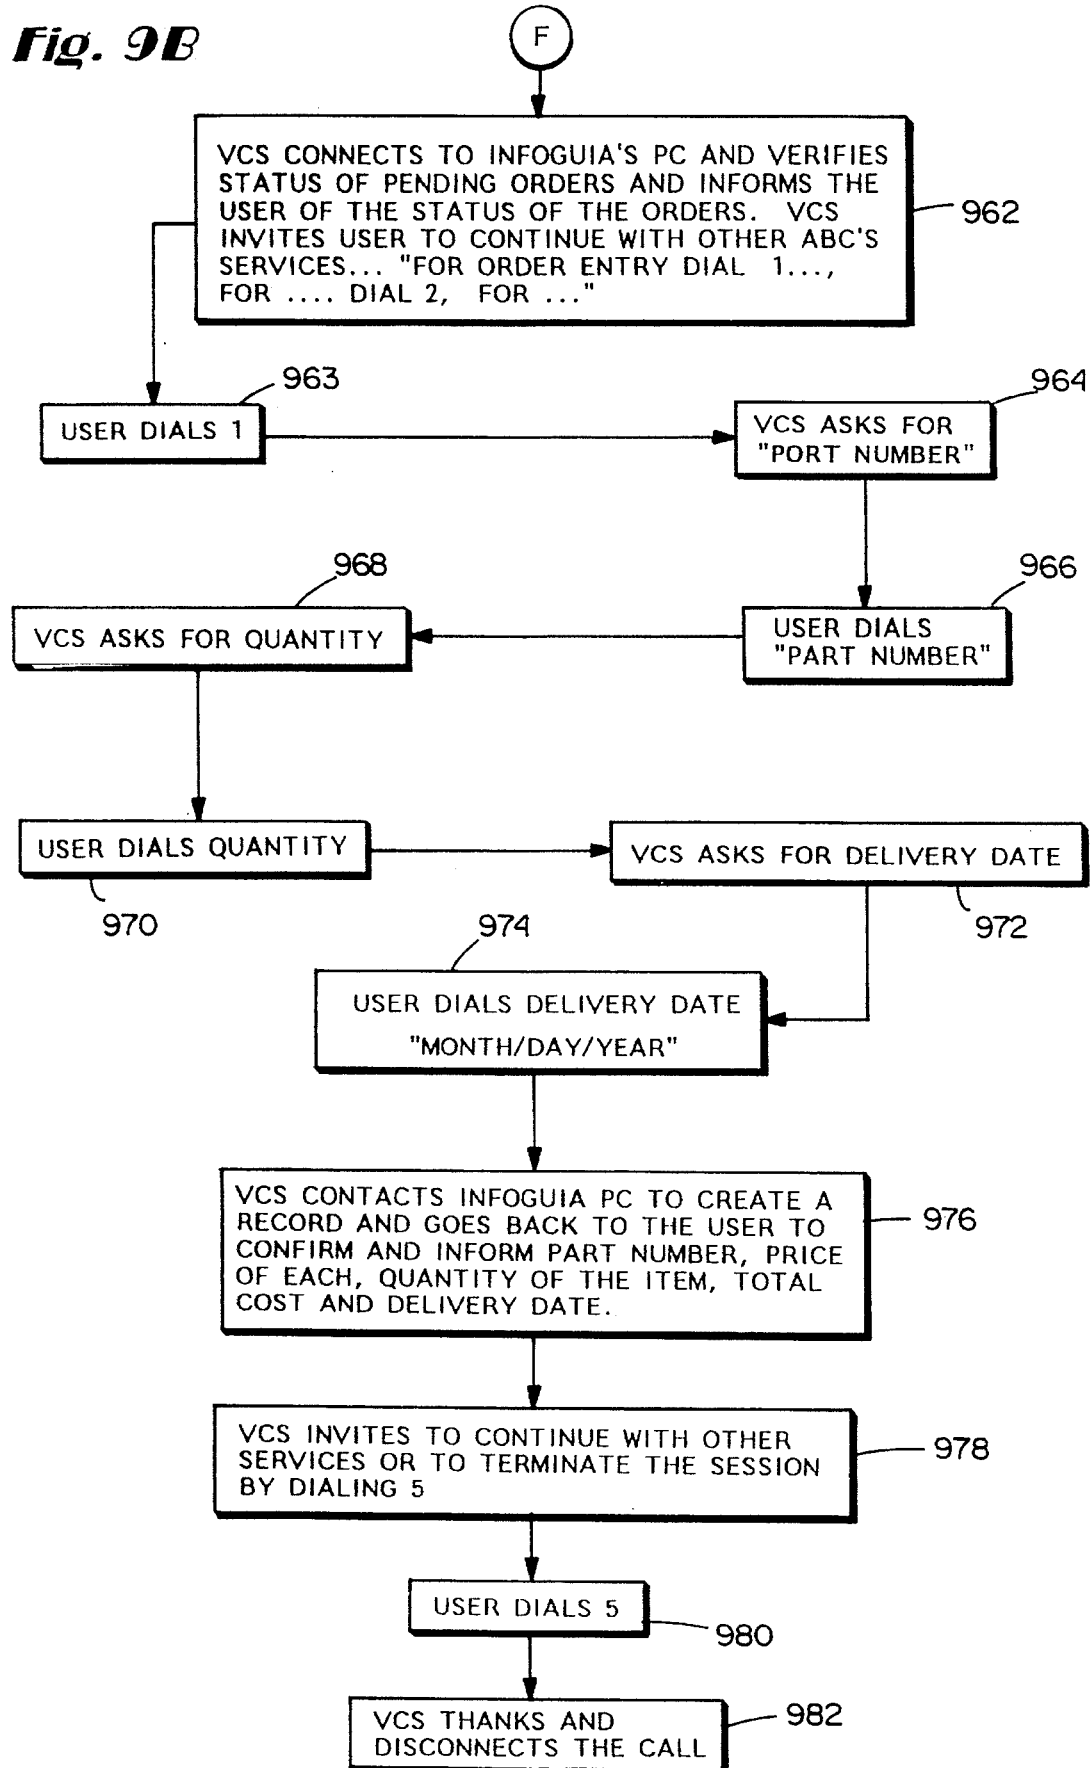 Fig. 9B
F
VCS CONNECTS TO INFOGUIA'S PC AND VERIFIES
STATUS OF PENDING ORDERS AND INFORMS THE
USER OF THE STATUS OF THE ORDERS. VCS
INVITES USER TO CONTINUE WITH OTHER ABC'S
SERVICES... "FOR ORDER ENTRY DIAL 1...,
FOR .... DIAL 2, FOR ..."
962
963
USER DIALS 1
964
VCS ASKS FOR
"PORT NUMBER"
968
VCS ASKS FOR QUANTITY
966
USER DIALS
"PART NUMBER"
USER DIALS QUANTITY
970
VCS ASKS FOR DELIVERY DATE
972
974
USER DIALS DELIVERY DATE
"MONTH/DAY/YEAR"
VCS CONTACTS INFOGUIA PC TO CREATE A
RECORD AND GOES BACK TO THE USER TO
CONFIRM AND INFORM PART NUMBER, PRICE
OF EACH, QUANTITY OF THE ITEM, TOTAL
COST AND DELIVERY DATE.
976
VCS INVITES TO CONTINUE WITH OTHER
SERVICES OR TO TERMINATE THE SESSION
BY DIALING 5
978
USER DIALS 5
980
VCS THANKS AND
DISCONNECTS THE CALL
982